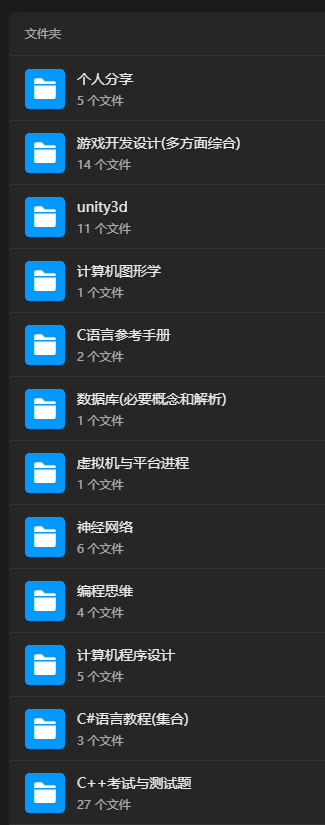 文件夹
个人分享
5 个文件
游戏开发设计(多方面综合)
14 个文件
unity3d
11 个文件
计算机图形学
1 个文件
C语言参考手册
2 个文件
数据库(必要概念和解析)
1 个文件
虚拟机与平台进程
1 个文件
神经网络
6 个文件
编程思维
4 个文件
计算机程序设计
5 个文件
C#语言教程(集合)
3 个文件
C++考试与测试题
27 个文件